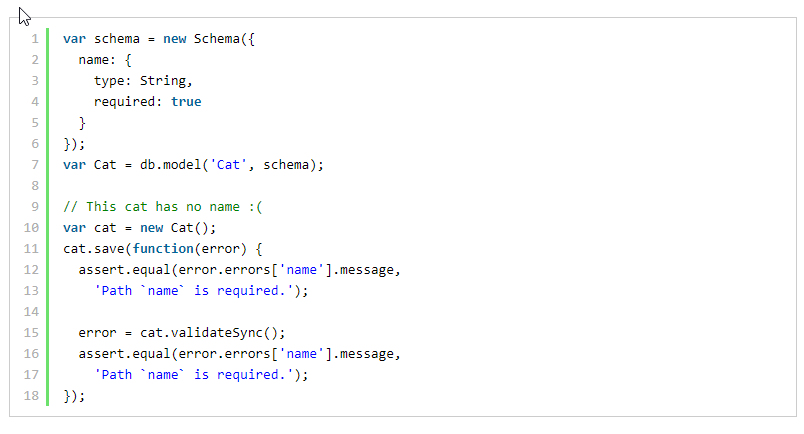 1 var schema = new Schema({
2   name: {
3     type: String,
4     required: true
5   }
6 });
7 var Cat = db.model('Cat', schema);
8
9 // This cat has no name :(
10 var cat = new Cat();
11 cat.save(function(error) {
12   assert.equal(error.errors['name'].message,
13     'Path `name` is required.');
14
15   error = cat.validateSync();
16   assert.equal(error.errors['name'].message,
17     'Path `name` is required.');
18 });